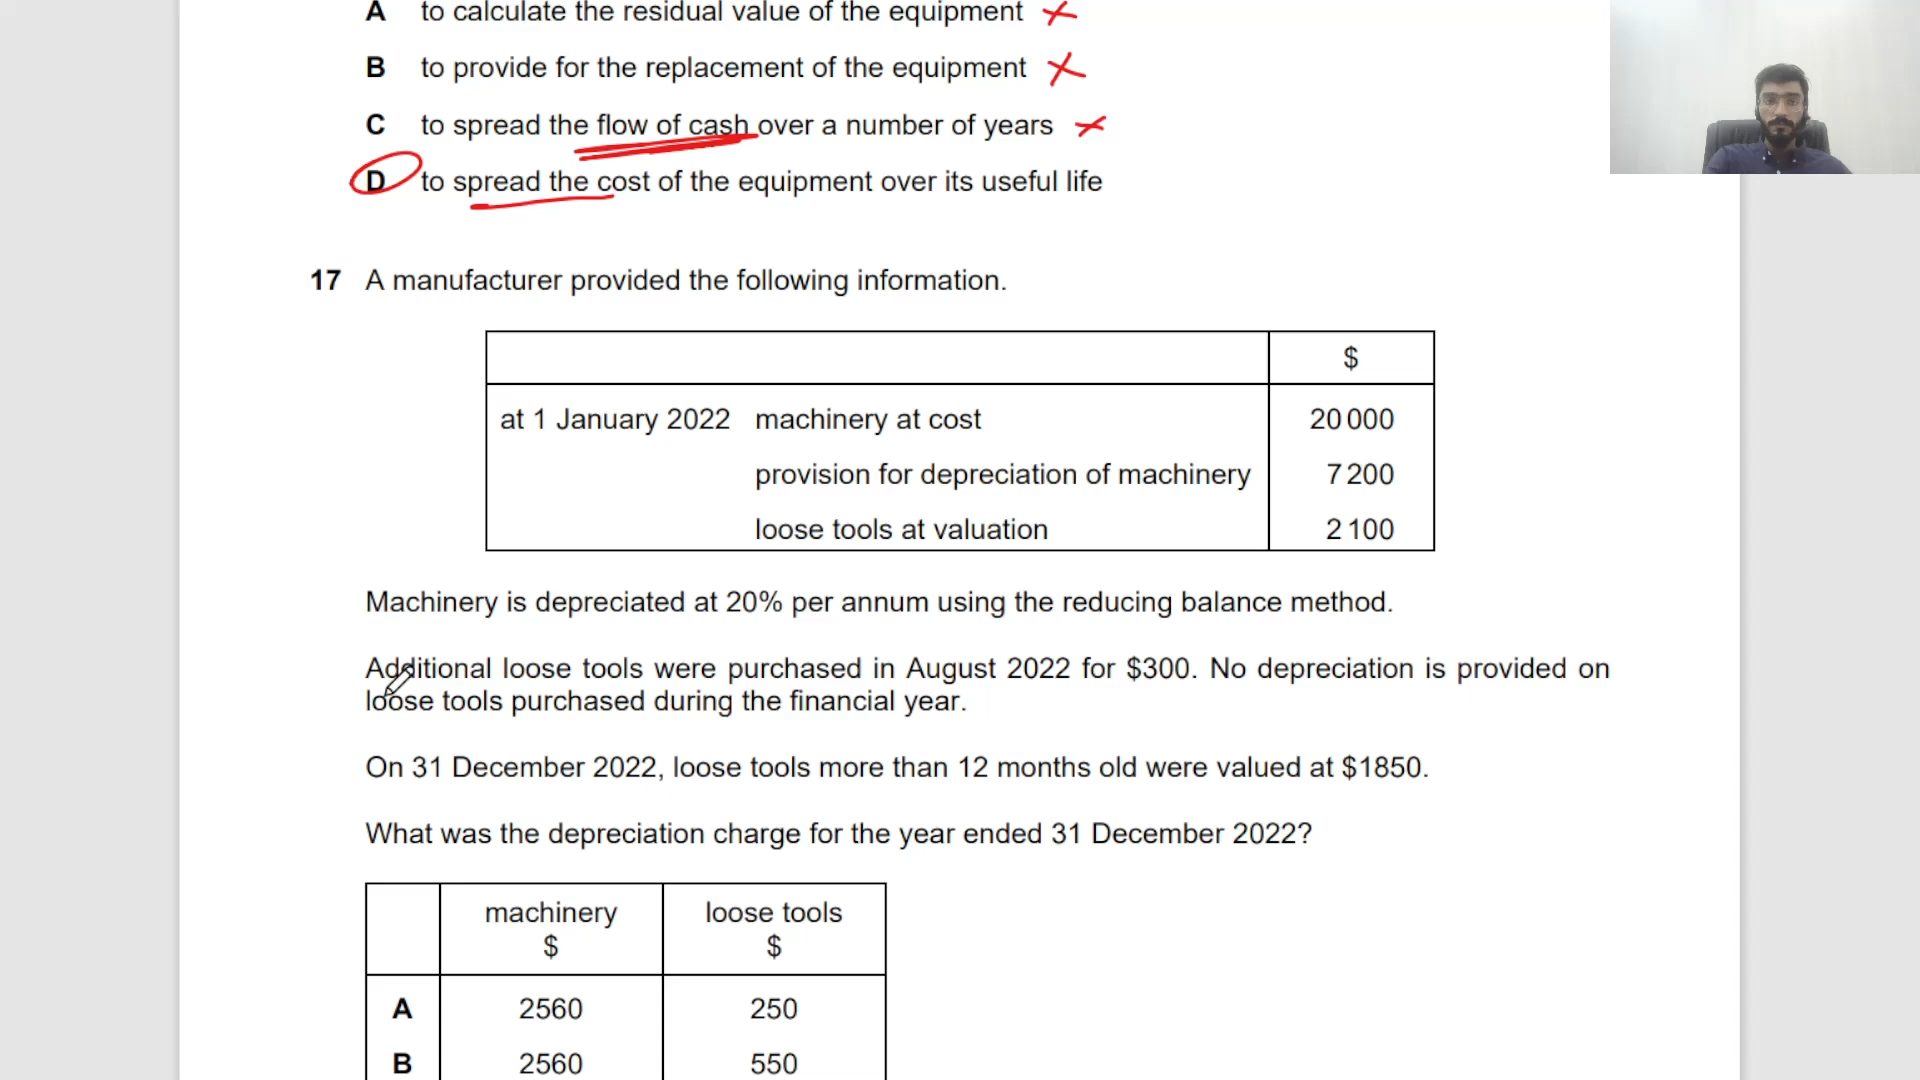 A to calculate the residual value of the equipment
B to provide for the replacement of the equipment
C to spread the flow of cash over a number of years
D to spread the cost of the equipment over its useful life
17 A manufacturer provided the following information.
$
at 1 January 2022 machinery at cost 20 000
provision for depreciation of machinery 7 200
loose tools at valuation 2 100
Machinery is depreciated at 20% per annum using the reducing balance method.
Additional loose tools were purchased in August 2022 for $300. No depreciation is provided on
loose tools purchased during the financial year.
On 31 December 2022, loose tools more than 12 months old were valued at $1850.
What was the depreciation charge for the year ended 31 December 2022?
machinery loose tools
$ $
A 2560 250
B 2560 550